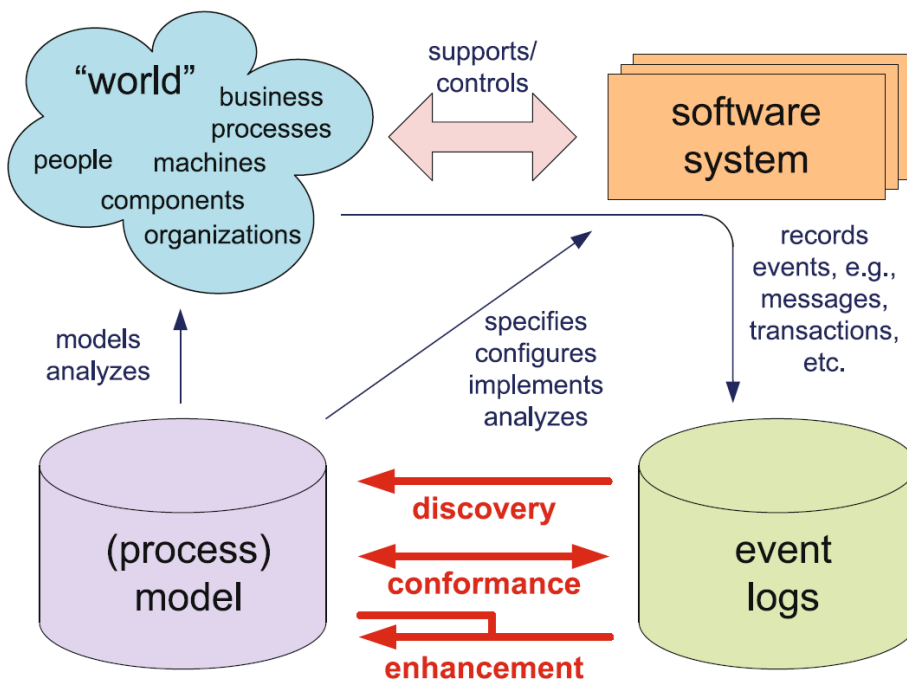 “world”
business
processes
people
machines
components
organizations
supports/
controls
software
system
records
events, e.g.,
messages,
transactions,
etc.
models
analyzes
specifies
configures
implements
analyzes
(process)
model
discovery
conformance
enhancement
event
logs